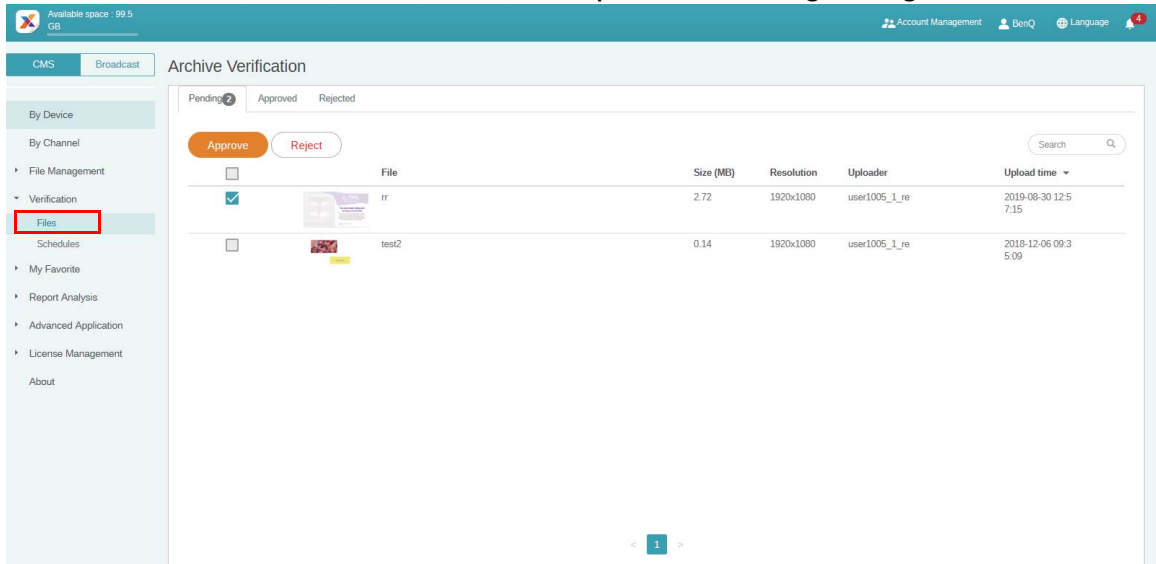 Available space : 99.5
GB
Account Management
BenQ
Language
4
CMS
Broadcast
By Device
By Channel
File Management
Verification
Files
Schedules
My Favorite
Report Analysis
Advanced Application
License Management
About
Archive Verification
Pending 2
Approved
Rejected
Approve
Reject
Search
File
Size (MB)
Resolution
Uploader
Upload time
rr
2.72
1920x1080
user1005_1_re
2019-08-30 12:5
7:15
test2
0.14
1920x1080
user1005_1_re
2018-12-06 09:3
5:09
< 1 >